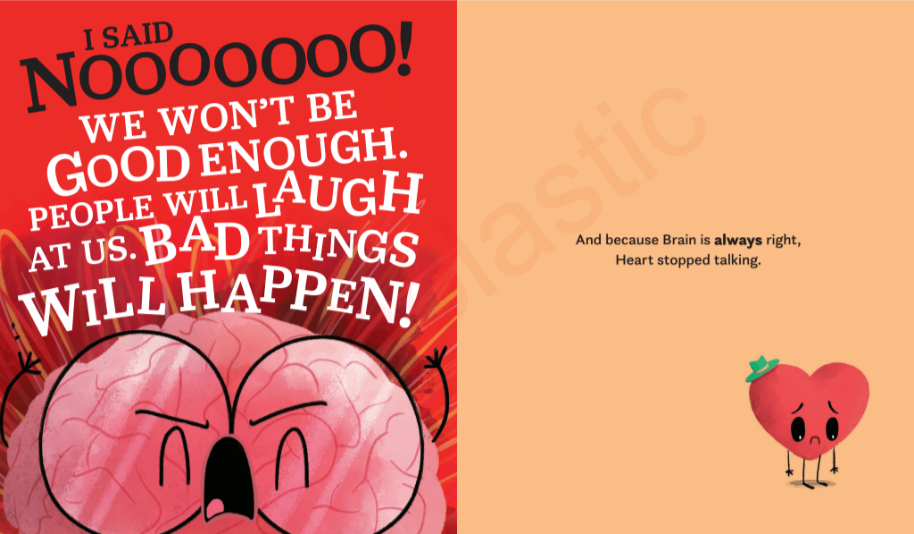 I SAID
NOOOOOOO!
WE WON'T BE
GOOD ENOUGH.
PEOPLE WILL LAUGH
AT US. BAD THINGS
WILL HAPPEN!
And because Brain is always right,
Heart stopped talking.